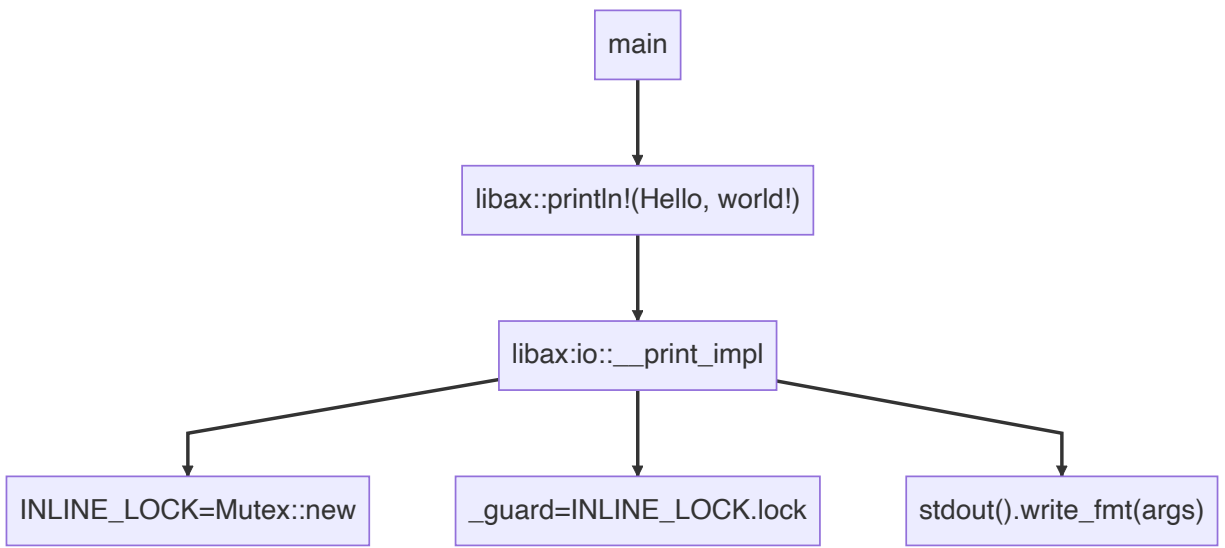 main
libax::println!(Hello, world!)
libax:io::__print_impl
INLINE_LOCK=Mutex::new
_guard=INLINE_LOCK.lock
stdout().write_fmt(args)